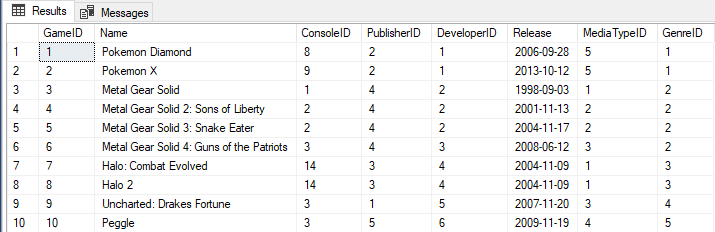 Results Messages
GameID Name ConsoleID PublisherID DeveloperID Release MediaTypeID GenreID
1 1 Pokemon Diamond 8 2 1 2006-09-28 5 1
2 2 Pokemon X 9 2 1 2013-10-12 5 1
3 3 Metal Gear Solid 1 4 2 1998-09-03 1 2
4 4 Metal Gear Solid 2: Sons of Liberty 2 4 2 2001-11-13 2 2
5 5 Metal Gear Solid 3: Snake Eater 2 4 2 2004-11-17 2 2
6 6 Metal Gear Solid 4: Guns of the Patriots 3 4 3 2008-06-12 3 2
7 7 Halo: Combat Evolved 14 3 4 2004-11-09 1 3
8 8 Halo 2 14 3 4 2004-11-09 1 3
9 9 Uncharted: Drakes Fortune 3 1 5 2007-11-20 3 4
10 10 Peggle 3 5 6 2009-11-19 4 5